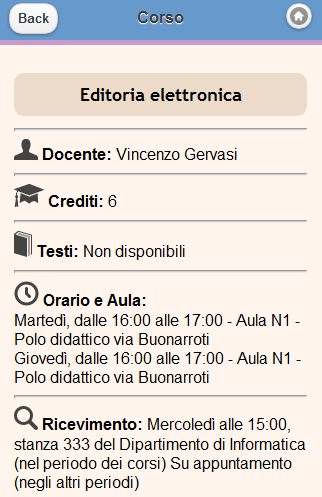 Back
Corso
Editoria elettronica
Docente: Vincenzo Gervasi
Crediti: 6
Testi: Non disponibili
Orario e Aula:
Martedì, dalle 16:00 alle 17:00 - Aula N1 -
Polo didattico via Buonarroti
Giovedì, dalle 16:00 alle 17:00 - Aula N1 -
Polo didattico via Buonarroti
Ricevimento: Mercoledì alle 15:00,
stanza 333 del Dipartimento di Informatica
(nel periodo dei corsi) Su appuntamento
(negli altri periodi)